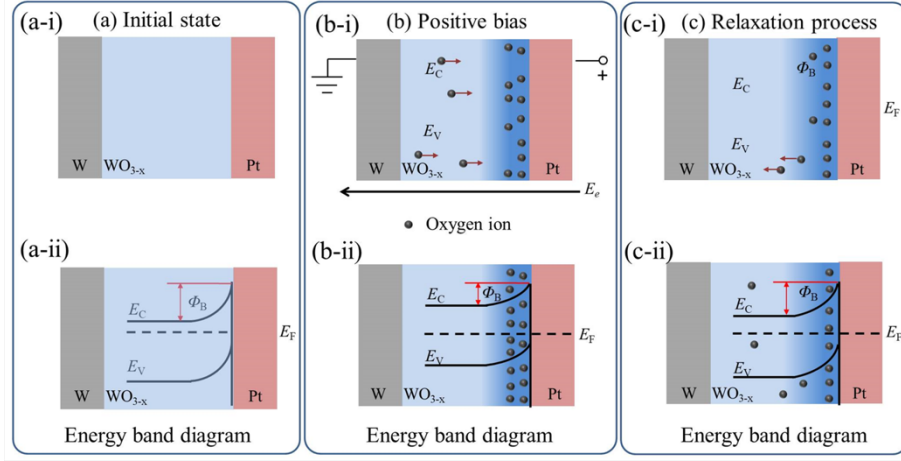 (a-i) (a) Initial state
W WO3-x Pt
(a-ii)
ΦB
EC
EF
EV
W WO3-x Pt
Energy band diagram
(b-i) (b) Positive bias
EC
+
EV
W WO3-x Pt
Ee
Oxygen ion
(b-ii)
EC ΦB
EF
EV
W WO3-x Pt
Energy band diagram
(c-i) (c) Relaxation process
ΦB
EC
EF
EV
W WO3-x Pt
(c-ii)
EC ΦB
EF
EV
W WO3-x Pt
Energy band diagram